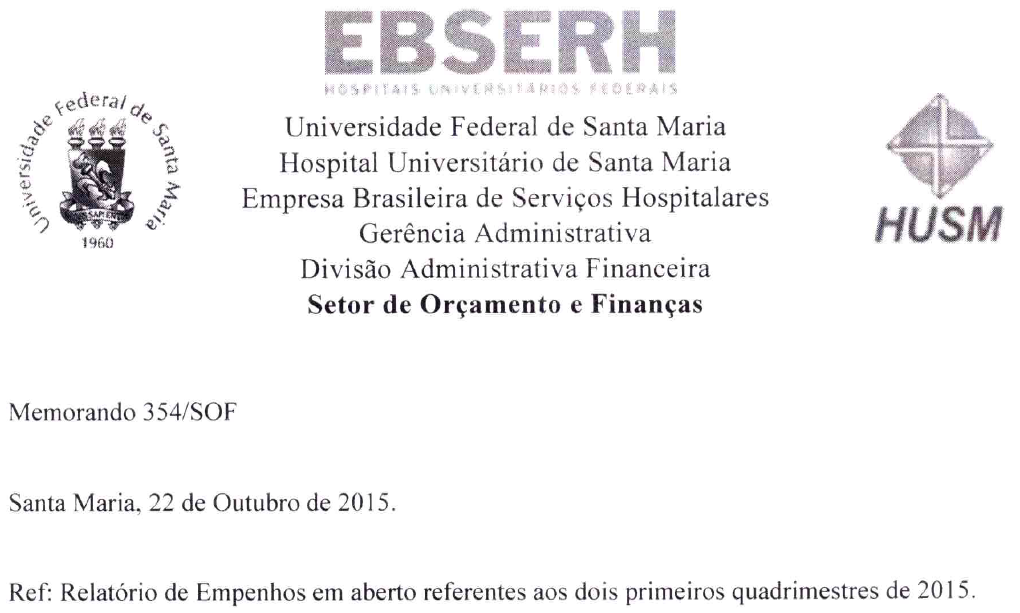 EBSERH
HOSPITAIS UNIVERSITÁRIOS FEDERAIS
Universidade Federal de Santa Maria
1960
Universidade Federal de Santa Maria
Hospital Universitário de Santa Maria
Empresa Brasileira de Serviços Hospitalares
Gerência Administrativa
Divisão Administrativa Financeira
Setor de Orçamento e Finanças
HUSM
Memorando 354/SOF
Santa Maria, 22 de Outubro de 2015.
Ref: Relatório de Empenhos em aberto referentes aos dois primeiros quadrimestres de 2015.